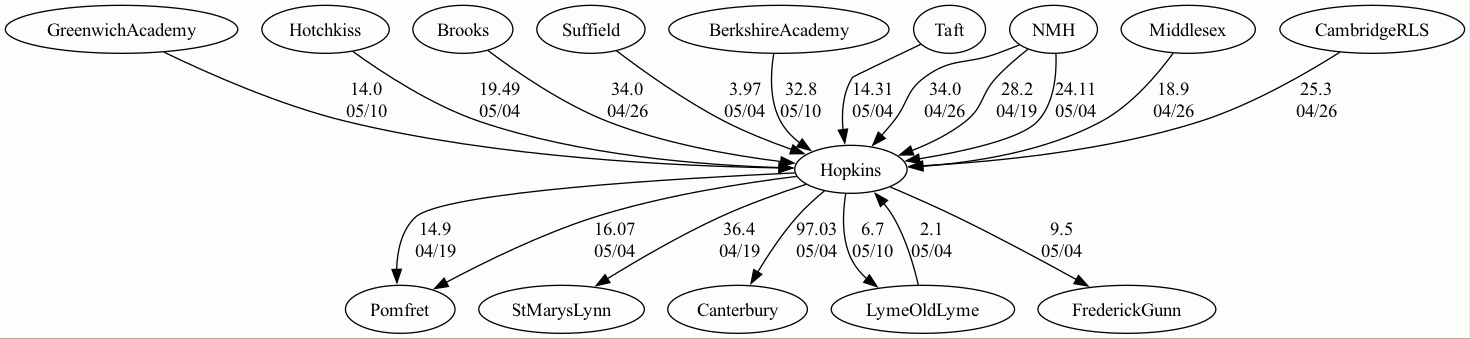 GreenwichAcademy Hotchkiss Brooks Suffield BerkshireAcademy Taft NMH Middlesex CambridgeRLS
14.0 19.49 34.0 3.97 32.8 14.31 34.0 28.2 24.11 18.9 25.3
05/10 05/04 04/26 05/04 05/10 05/04 04/26 04/19 05/04 04/26 04/26
Hopkins
14.9 16.07 36.4 97.03 6.7 2.1 9.5
04/19 05/04 04/19 05/04 05/10 05/04 05/04
Pomfret StMarysLynn Canterbury LymeOldLyme FrederickGunn